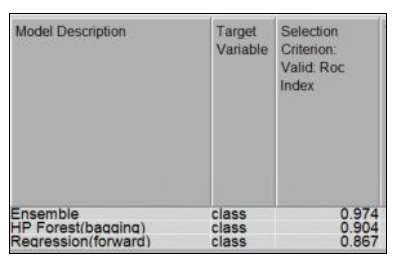 Model Description Target Variable Selection Criterion: Valid: Roc Index
Ensemble class 0.974
HP Forest(bagging) class 0.904
Regression(forward) class 0.867